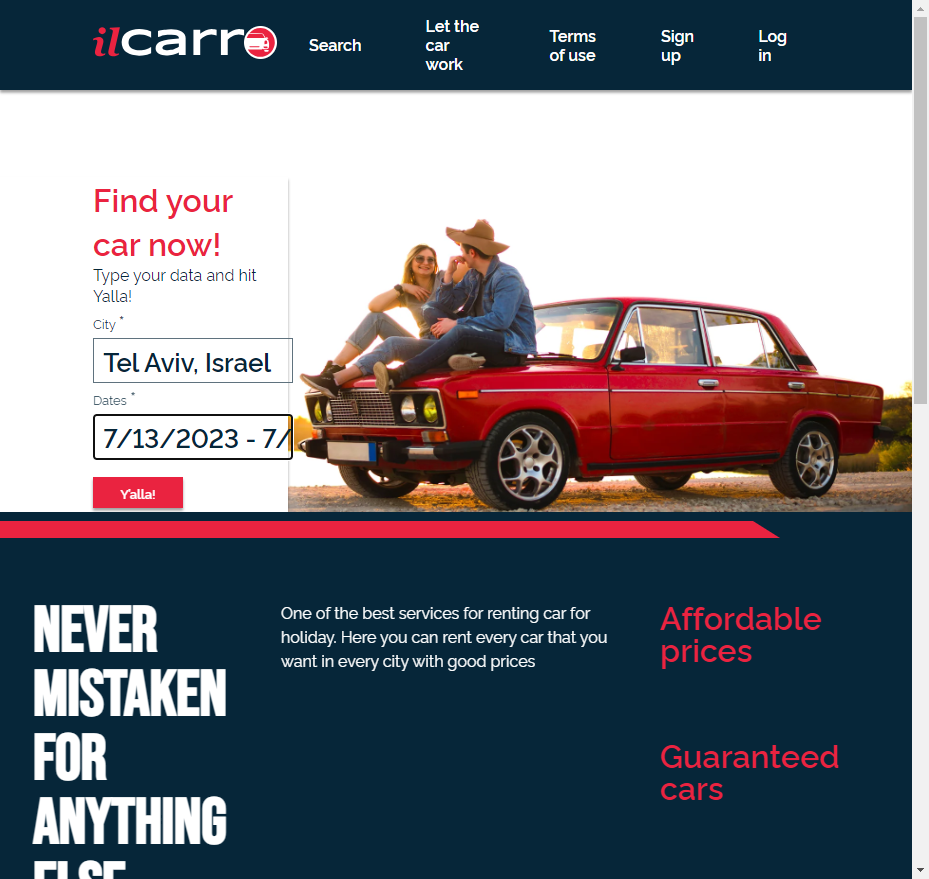 ilcarro
Search
Let the
car
work
Terms
of use
Sign
up
Log
in
Find your
car now!
Type your data and hit
Yalla!
City *
Tel Aviv, Israel
Dates *
7/13/2023 - 7/
Y'alla!
NEVER
MISTAKEN
FOR
ANYTHING
ELSE
One of the best services for renting car for
holiday. Here you can rent every car that you
want in every city with good prices
Affordable
prices
Guaranteed
cars